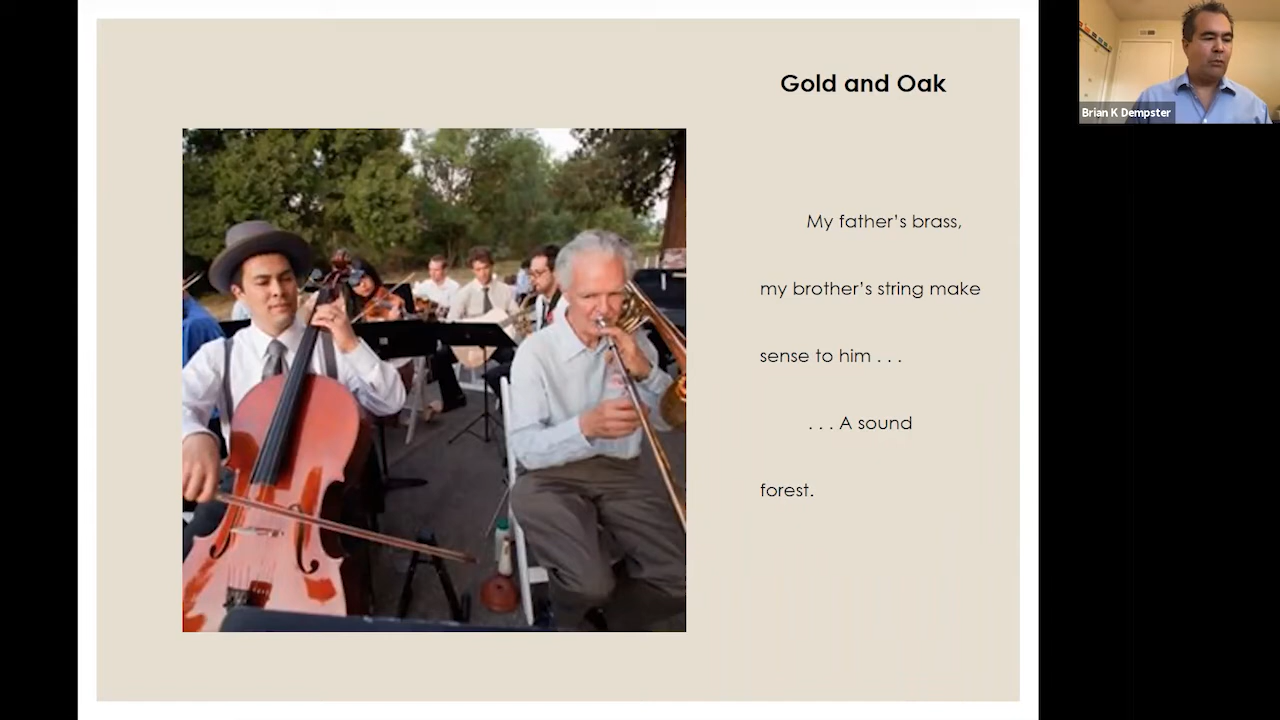 Gold and Oak
My father’s brass,
my brother’s string make
sense to him . . .
. . . A sound
forest.
Brian K Dempster